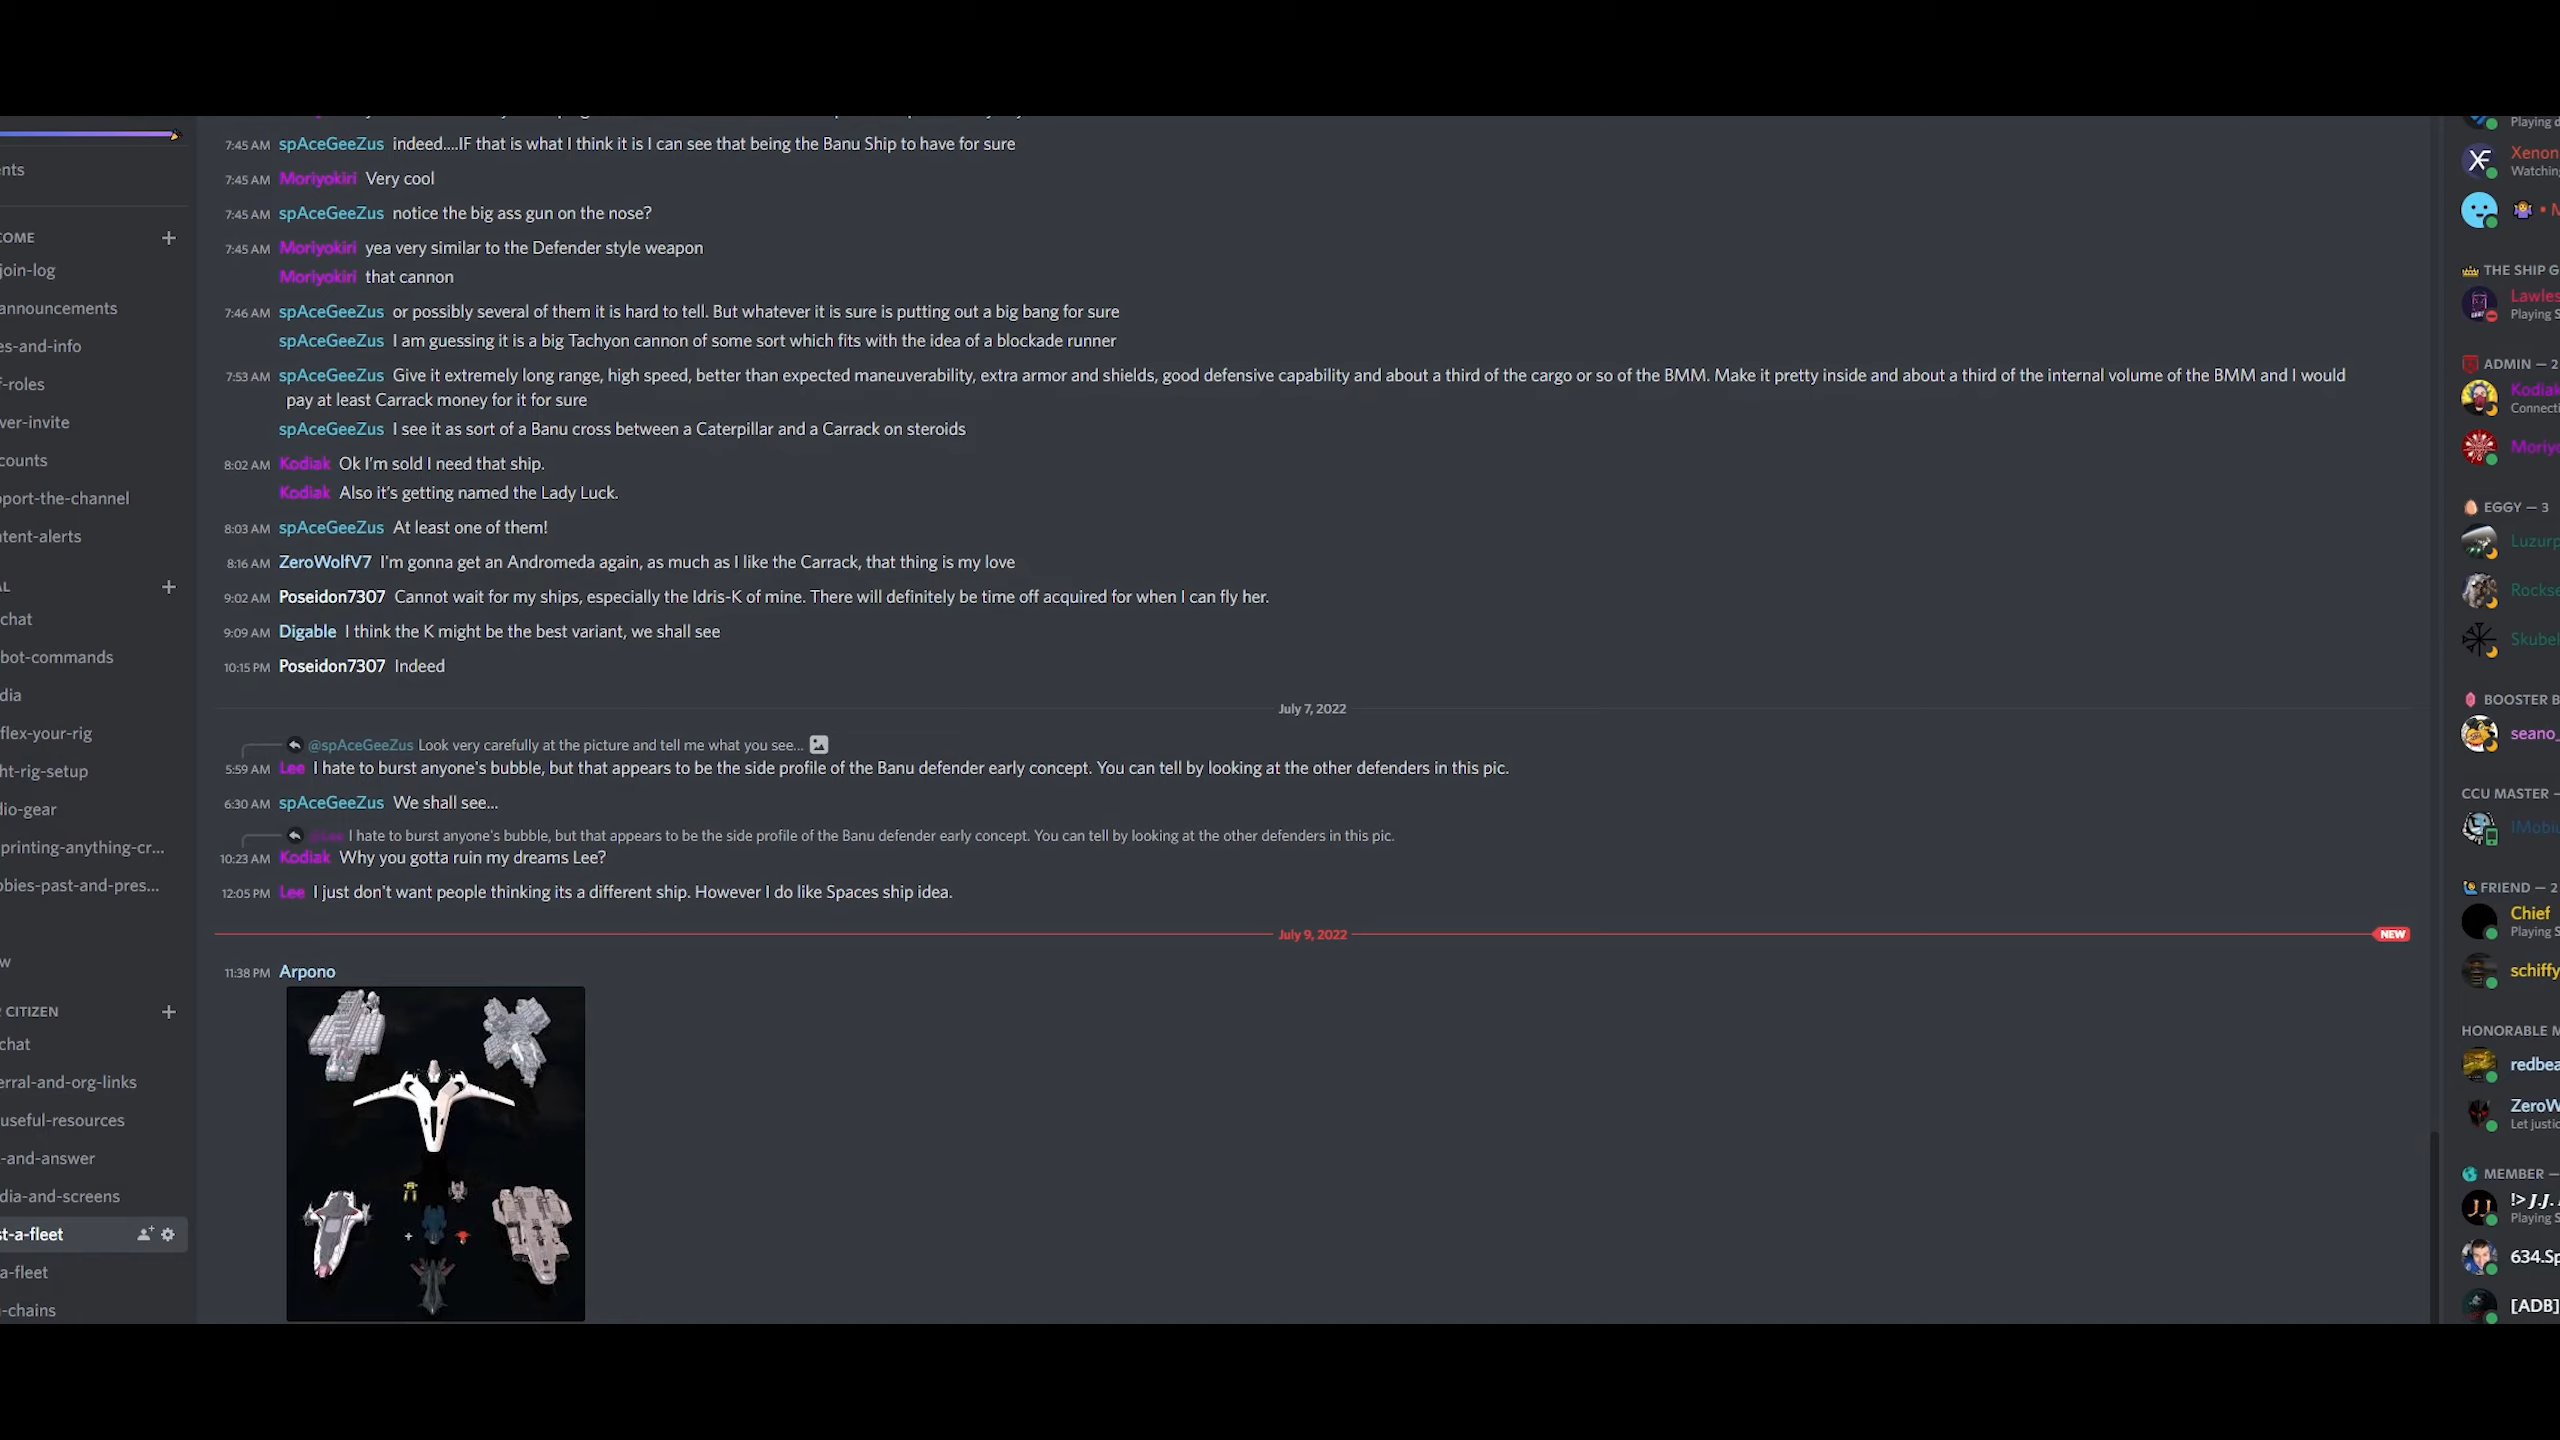 ents
COME
join-log
announcements
es-and-info
f-roles
ver-invite
counts
port-the-channel
tent-alerts
AL
chat
bot-commands
dia
flex-your-rig
ht-rig-setup
dio-gear
printing-anything-cr...
bies-past-and-pres...
w
CITIZEN
chat
erral-and-org-links
useful-resources
-and-answer
dia-and-screens
st-a-fleet
a-fleet
-chains
7:45 AM spAceGeeZus indeed....IF that is what I think it is I can see that being the Banu Ship to have for sure
7:45 AM Moriyokiri Very cool
7:45 AM spAceGeeZus notice the big ass gun on the nose?
7:45 AM Moriyokiri yea very similar to the Defender style weapon
Moriyokiri that cannon
7:46 AM spAceGeeZus or possibly several of them it is hard to tell. But whatever it is sure is putting out a big bang for sure
spAceGeeZus I am guessing it is a big Tachyon cannon of some sort which fits with the idea of a blockade runner
7:53 AM spAceGeeZus Give it extremely long range, high speed, better than expected maneuverability, extra armor and shields, good defensive capability and about a third of the cargo or so of the BMM. Make it pretty inside and about a third of the internal volume of the BMM and I would
pay at least Carrack money for it for sure
spAceGeeZus I see it as sort of a Banu cross between a Caterpillar and a Carrack on steroids
8:02 AM Kodiak Ok I'm sold I need that ship.
Kodiak Also it's getting named the Lady Luck.
8:03 AM spAceGeeZus At least one of them!
8:16 AM ZeroWolfV7 I'm gonna get an Andromeda again, as much as I like the Carrack, that thing is my love
9:02 AM Poseidon7307 Cannot wait for my ships, especially the Idris-K of mine. There will definitely be time off acquired for when I can fly her.
9:09 AM Digable I think the K might be the best variant, we shall see
10:15 PM Poseidon7307 Indeed
July 7, 2022
@spAceGeeZus Look very carefully at the picture and tell me what you see...
5:59 AM Lee I hate to burst anyone's bubble, but that appears to be the side profile of the Banu defender early concept. You can tell by looking at the other defenders in this pic.
6:30 AM spAceGeeZus We shall see...
@Lee I hate to burst anyone's bubble, but that appears to be the side profile of the Banu defender early concept. You can tell by looking at the other defenders in this pic.
10:23 AM Kodiak Why you gotta ruin my dreams Lee?
12:05 PM Lee I just don't want people thinking its a different ship. However I do like Spaces ship idea.
July 9, 2022 NEW
11:38 PM Arpono
Playing d
Xenon
Watching
THE SHIP G
Lawles
Playing S
ADMIN — 2
Kodiak
Connecti
Moriyo
EGGY — 3
Luzurp
Rockse
Skubel
BOOSTER B
seano_
CCU MASTER –
IMobiu
FRIEND — 2
Chief
Playing S
schiffy
HONORABLE M
redbea
ZeroW
Let justic
MEMBER —
!> J.J.
Playing S
634.Sp
[ADB]